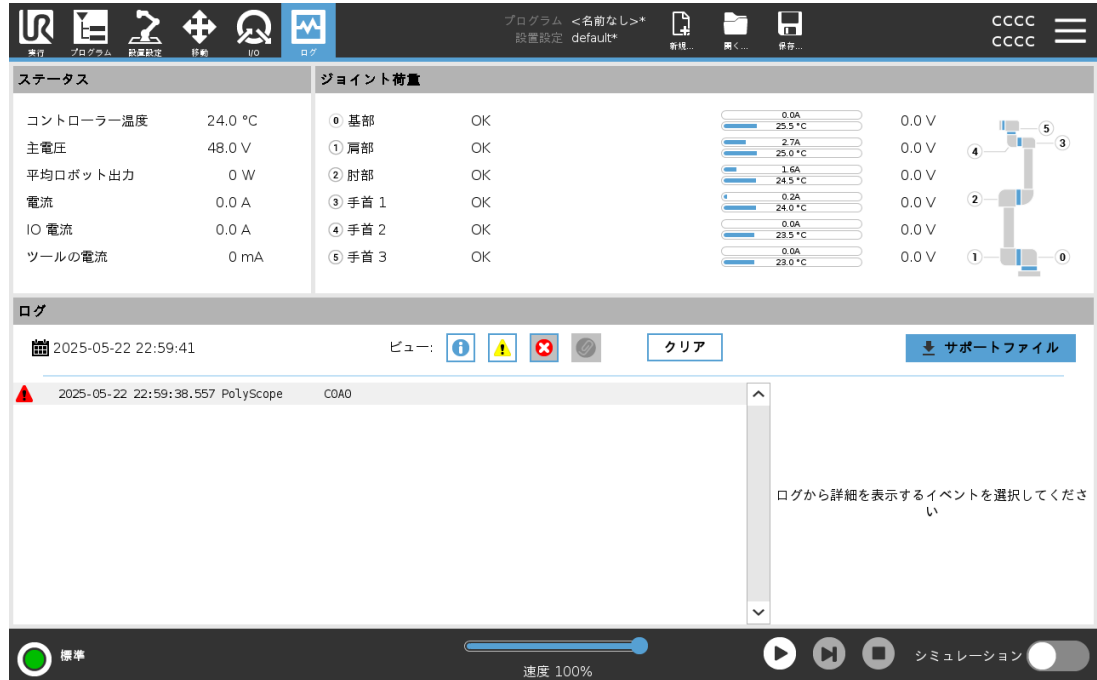 UR
プログラム <名前なし>*
設置設定 default*
CCCC
CCCC
実行 プログラム 設置設定 移動 I/O ログ 新規... 開く... 保存...
ステータス
コントローラー温度 24.0 °C
主電圧 48.0 V
平均ロボット出力 0 W
電流 0.0 A
IO 電流 0.0 A
ツールの電流 0 mA
ジョイント荷重
0 基部 OK 0.0A 25.5 °C 0.0 V
1 肩部 OK 2.7A 25.0 °C 0.0 V
2 肘部 OK 1.6A 24.5 °C 0.0 V
3 手首 1 OK 0.2A 24.0 °C 0.0 V
4 手首 2 OK 0.0A 23.5 °C 0.0 V
5 手首 3 OK 0.0A 23.0 °C 0.0 V
5
3
4
2
1 0
ログ
2025-05-22 22:59:41 ビュー: クリア サポートファイル
2025-05-22 22:59:38.557 PolyScope C0A0
ログから詳細を表示するイベントを選択してくださ
い
標準
速度 100%
シミュレーション